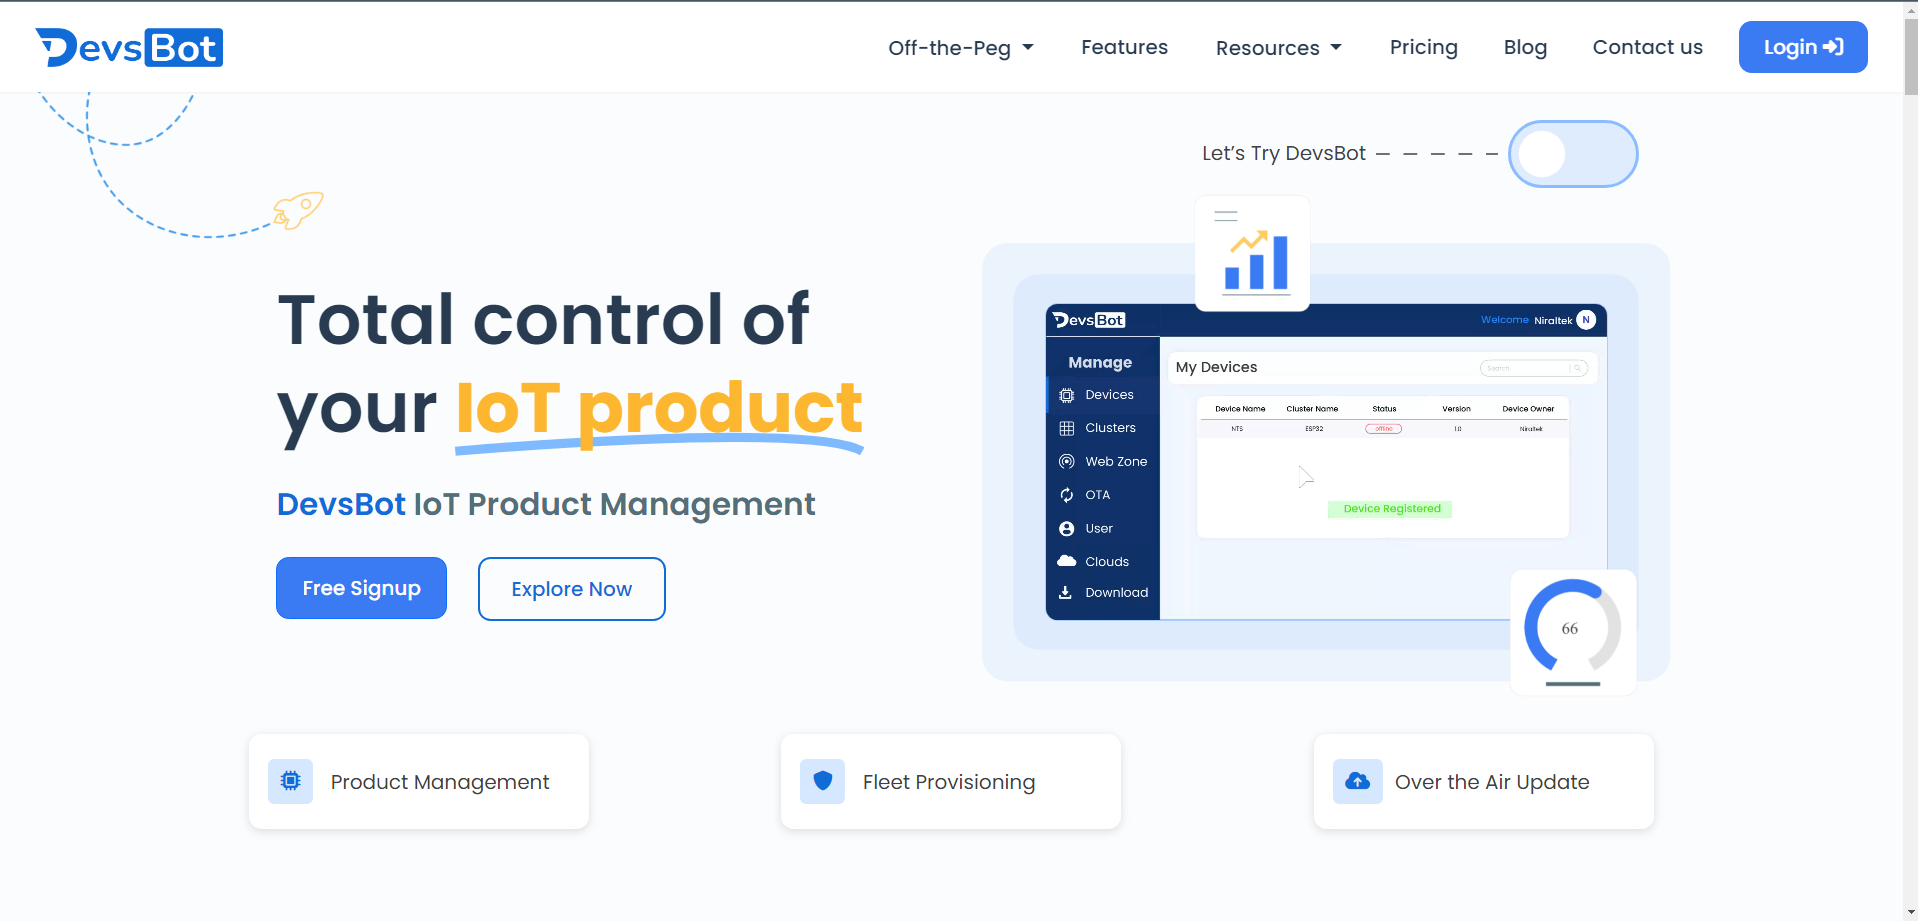 DevsBot
Off-the-Peg
Features
Resources
Pricing
Blog
Contact us
Login
Let's Try DevsBot
Total control of
your IoT product
DevsBot IoT Product Management
Free Signup
Explore Now
DevsBot
Welcome Niraltek N
Manage
Devices
Clusters
Web Zone
OTA
User
Clouds
Download
My Devices
Search
Device Name Cluster Name Status Version Device Owner
NTS ESP32 offline 1.0 Niraltek
Device Registered
66
Product Management
Fleet Provisioning
Over the Air Update